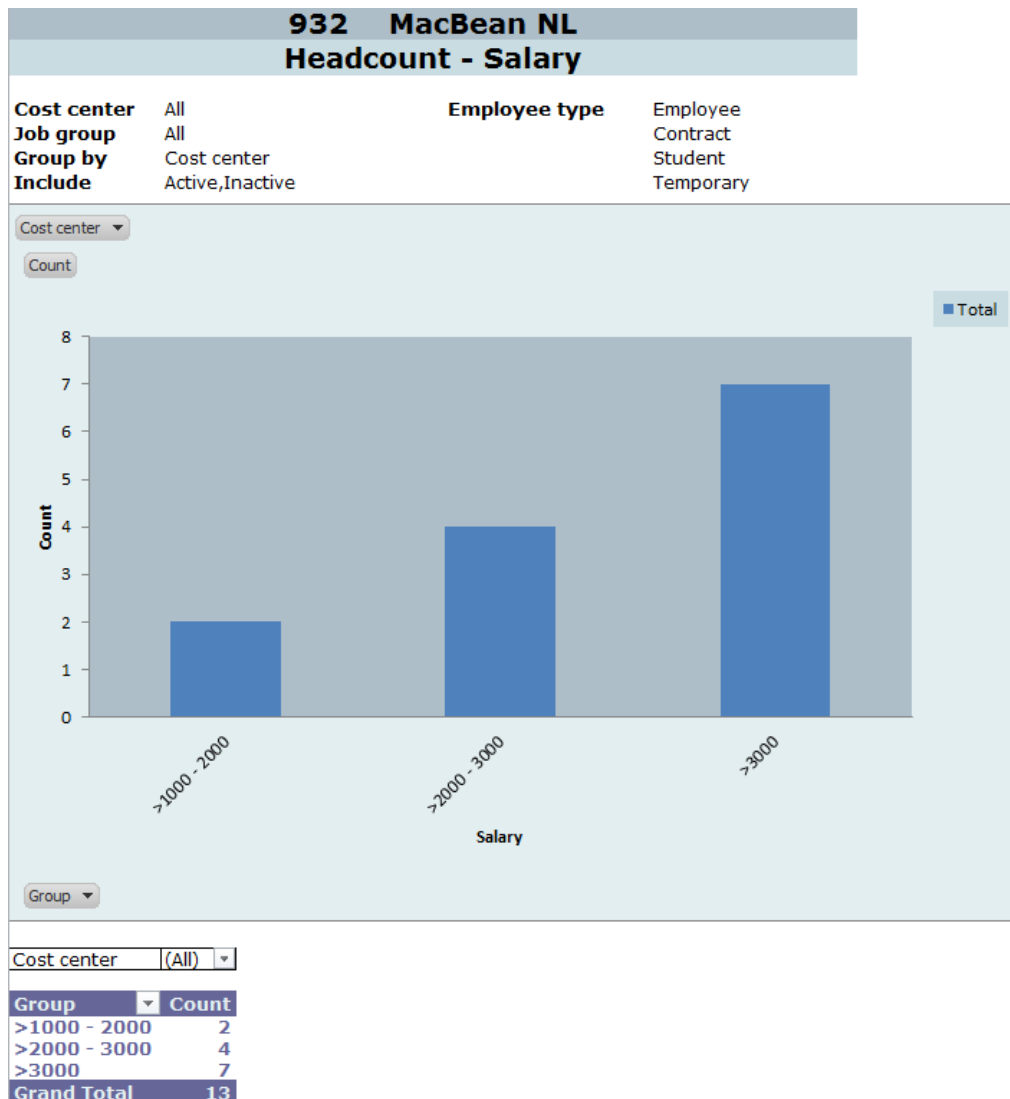 932 MacBean NL
Headcount - Salary
Cost center All Employee type Employee
Job group All Contract
Group by Cost center Student
Include Active,Inactive Temporary
Cost center
Count
Total
8
7
6
5
4
3
2
1
0
Count
>1000 - 2000
>2000 - 3000
>3000
Salary
Group
Cost center (All)
Group Count
>1000 - 2000 2
>2000 - 3000 4
>3000 7
Grand Total 13